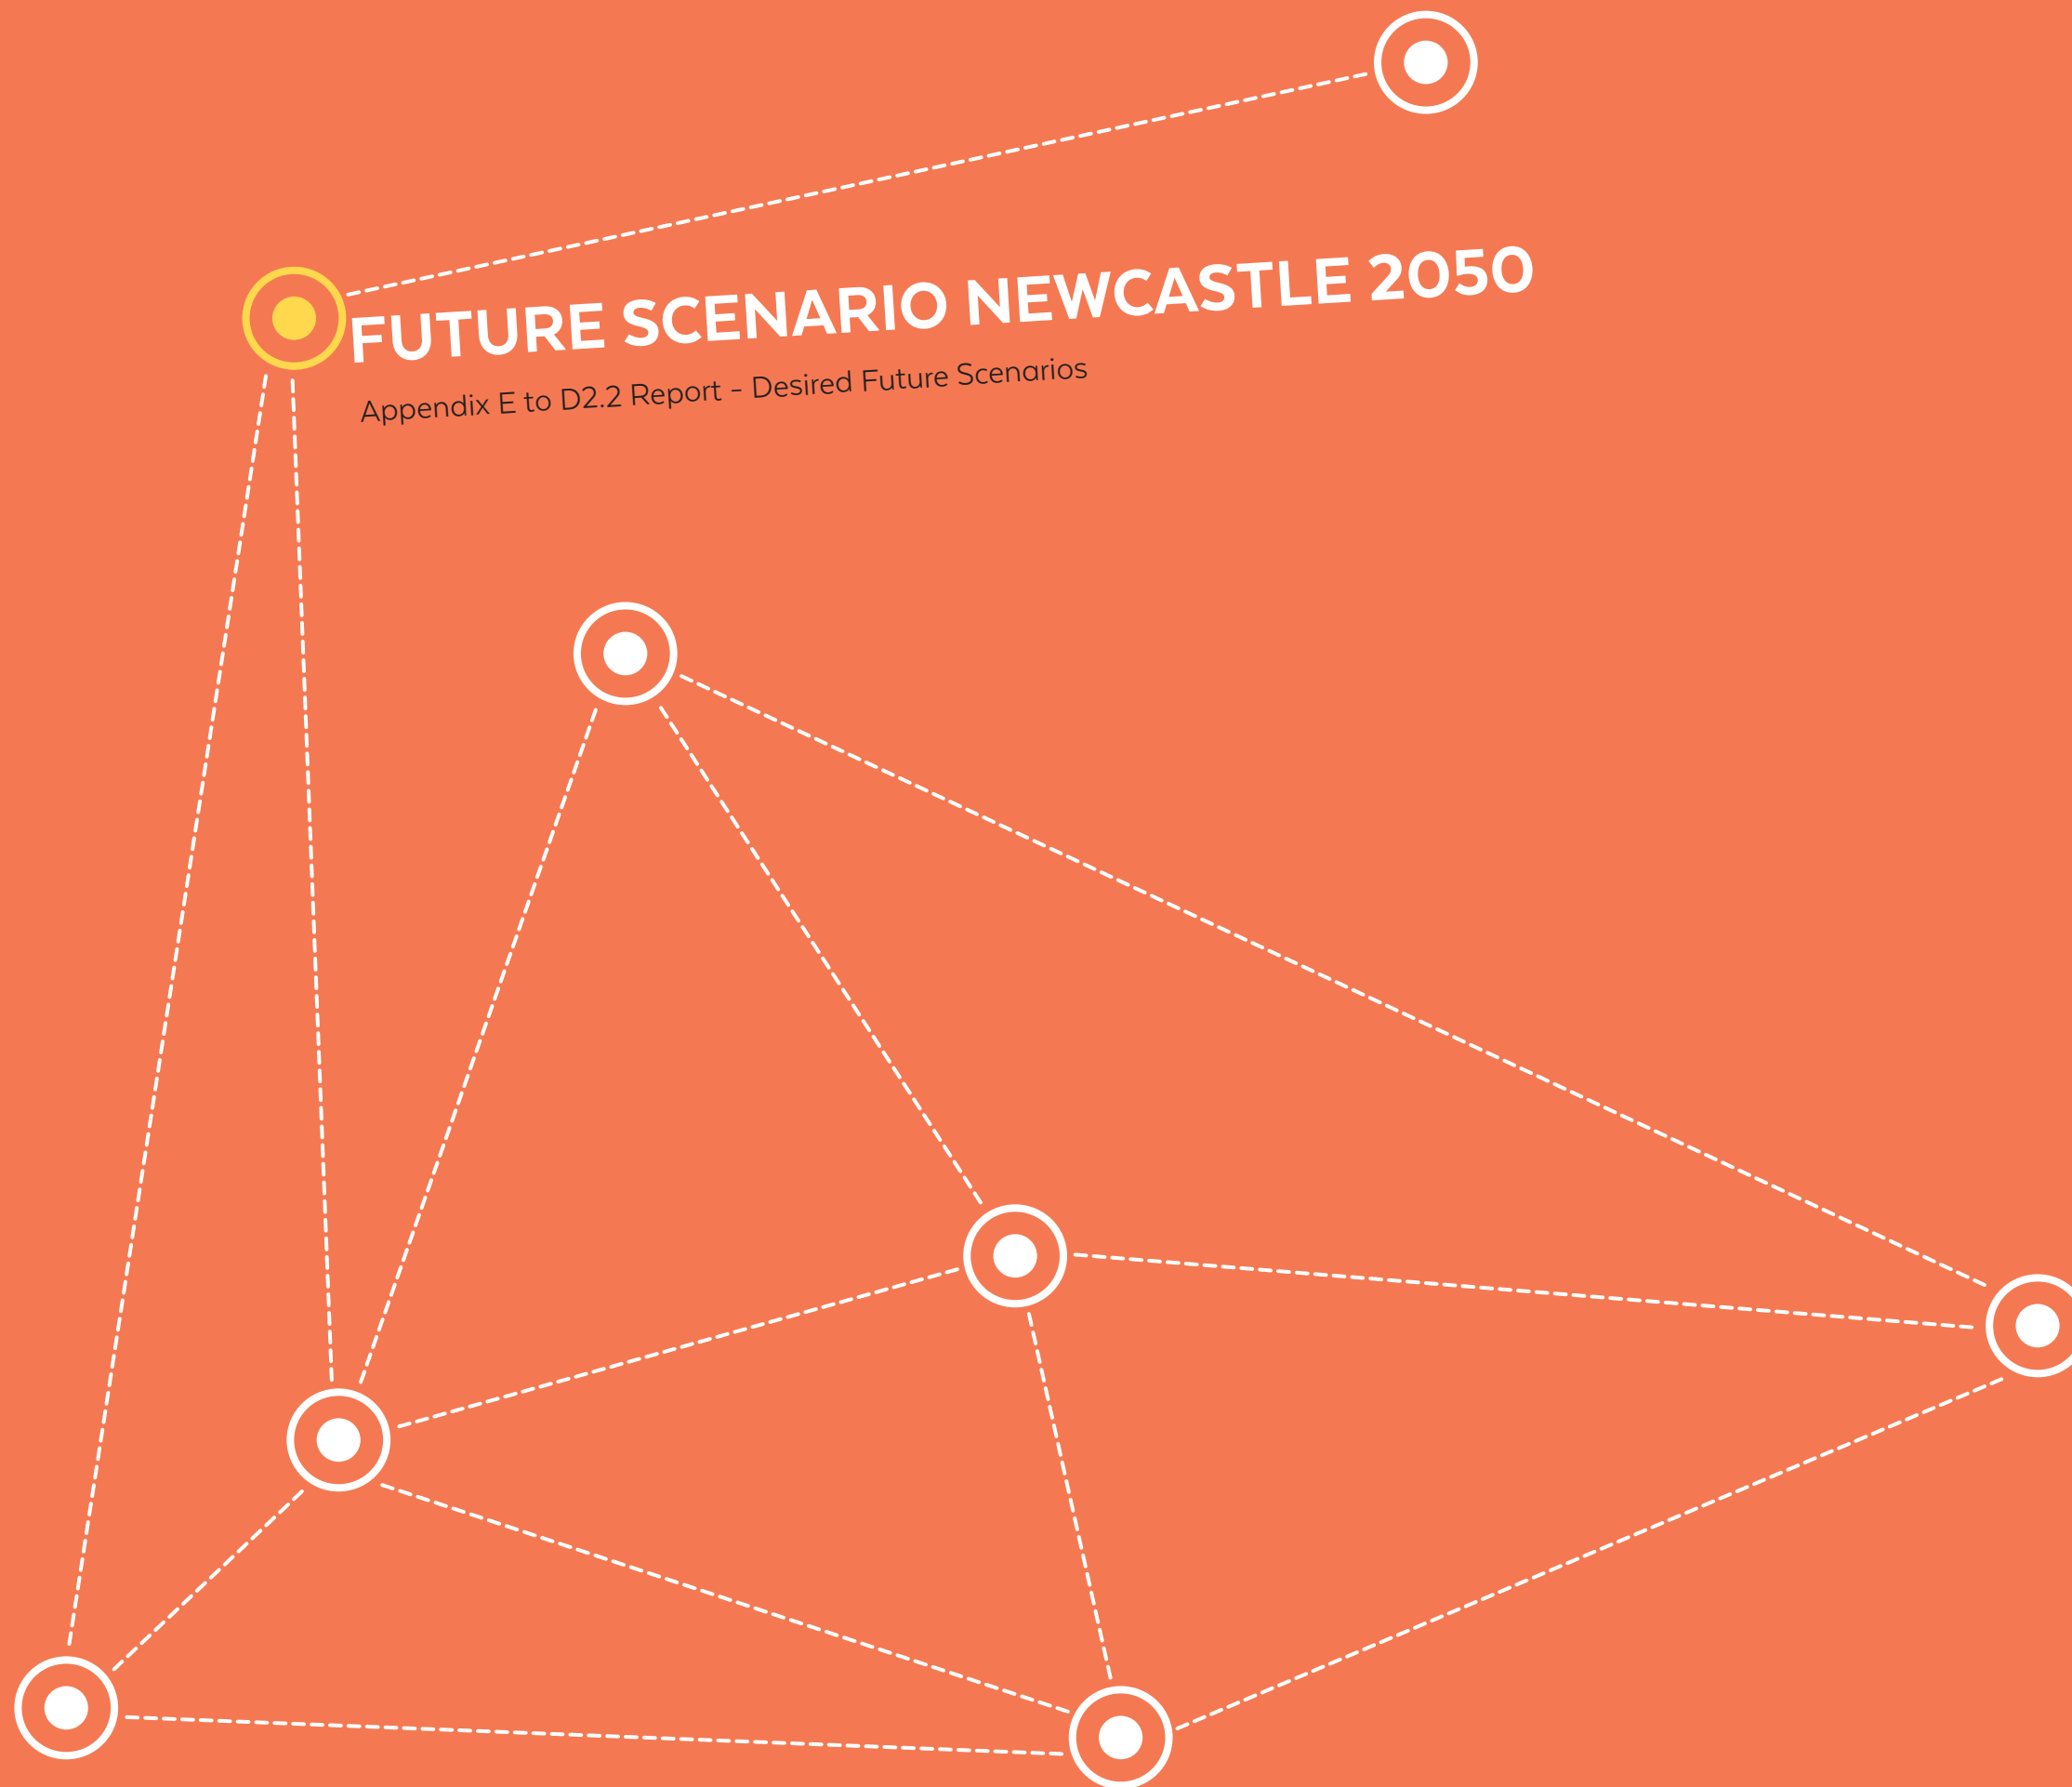 FUTURE SCENARIO NEWCASTLE 2050
Appendix E to D2.2 Report – Desired Future Scenarios